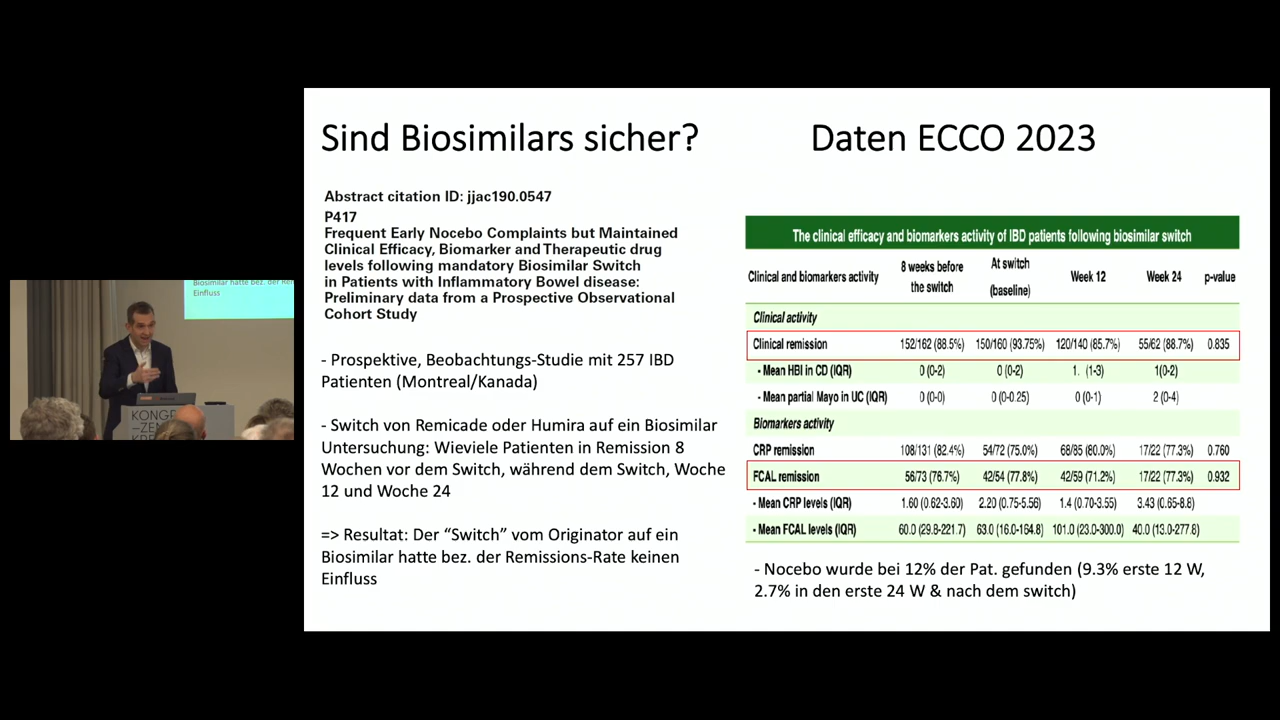 Sind Biosimilars sicher?
Daten ECCO 2023
Abstract citation ID: jjac190.0547
P417
Frequent Early Nocebo Complaints but Maintained
Clinical Efficacy, Biomarker and Therapeutic drug
levels following mandatory Biosimilar Switch
in Patients with Inflammatory Bowel disease:
Preliminary data from a Prospective Observational
Cohort Study
- Prospektive, Beobachtungs-Studie mit 257 IBD
Patienten (Montreal/Kanada)
- Switch von Remicade oder Humira auf ein Biosimilar
Untersuchung: Wieviele Patienten in Remission 8
Wochen vor dem Switch, während dem Switch, Woche
12 und Woche 24
=> Resultat: Der “Switch” vom Originator auf ein
Biosimilar hatte bez. der Remissions-Rate keinen
Einfluss
The clinical efficacy and biomarkers activity of IBD patients following biosimilar switch
Clinical and biomarkers activity 8 weeks before the switch At switch (baseline) Week 12 Week 24 p-value
Clinical activity
Clinical remission 152/162 (88.5%) 150/160 (93.75%) 120/140 (85.7%) 55/62 (88.7%) 0.835
- Mean HBI in CD (IQR) 0 (0-2) 0 (0-2) 1. (1-3) 1(0-2)
- Mean partial Mayo in UC (IQR) 0 (0-0) 0 (0-0.25) 0 (0-1) 2 (0-4)
Biomarkers activity
CRP remission 108/131 (82.4%) 54/72 (75.0%) 68/85 (80.0%) 17/22 (77.3%) 0.760
FCAL remission 56/73 (76.7%) 42/54 (77.8%) 42/59 (71.2%) 17/22 (77.3%) 0.932
- Mean CRP levels (IQR) 1.60 (0.62-3.60) 2.20 (0.75-5.56) 1.4 (0.70-3.55) 3.43 (0.65-8.8)
- Mean FCAL levels (IQR) 60.0 (29.8-221.7) 63.0 (16.0-164.8) 101.0 (23.0-300.0) 40.0 (13.0-277.8)
- Nocebo wurde bei 12% der Pat. gefunden (9.3% erste 12 W,
2.7% in den erste 24 W & nach dem switch)
Biosimilar hatte bez. der
Einfluss
KONG
–ZEN